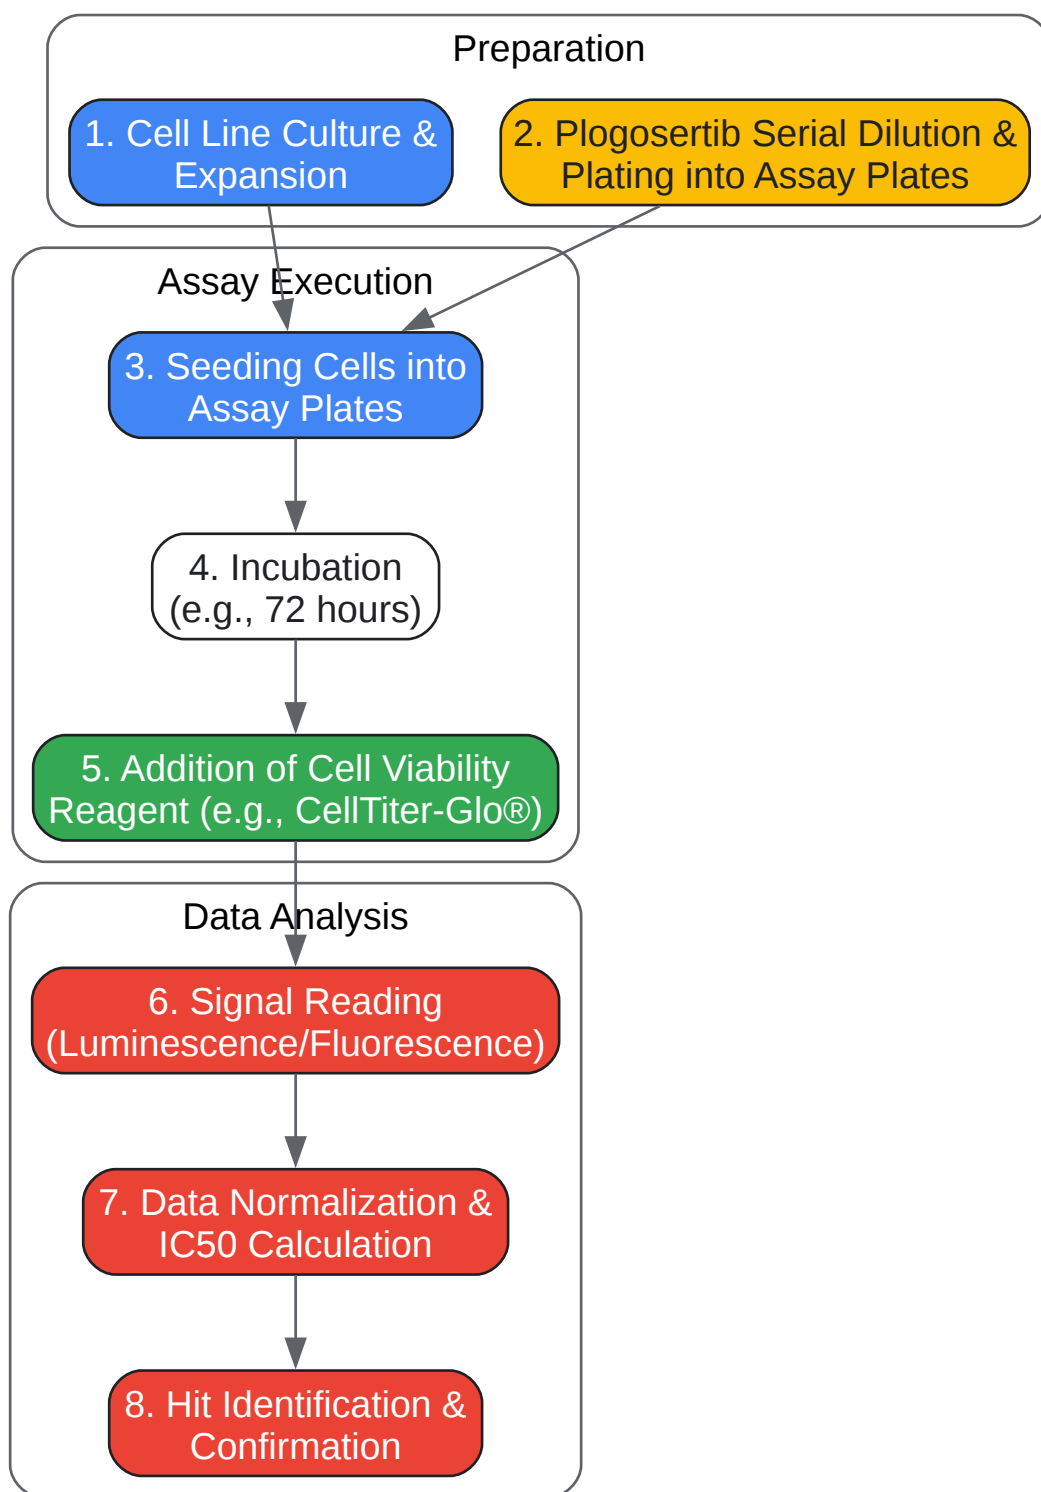 Preparation
1. Cell Line Culture &
Expansion
2. Plogosertib Serial Dilution &
Plating into Assay Plates
Assay Execution
3. Seeding Cells into
Assay Plates
4. Incubation
(e.g., 72 hours)
5. Addition of Cell Viability
Reagent (e.g., CellTiter-Glo®)
Data Analysis
6. Signal Reading
(Luminescence/Fluorescence)
7. Data Normalization &
IC50 Calculation
8. Hit Identification &
Confirmation